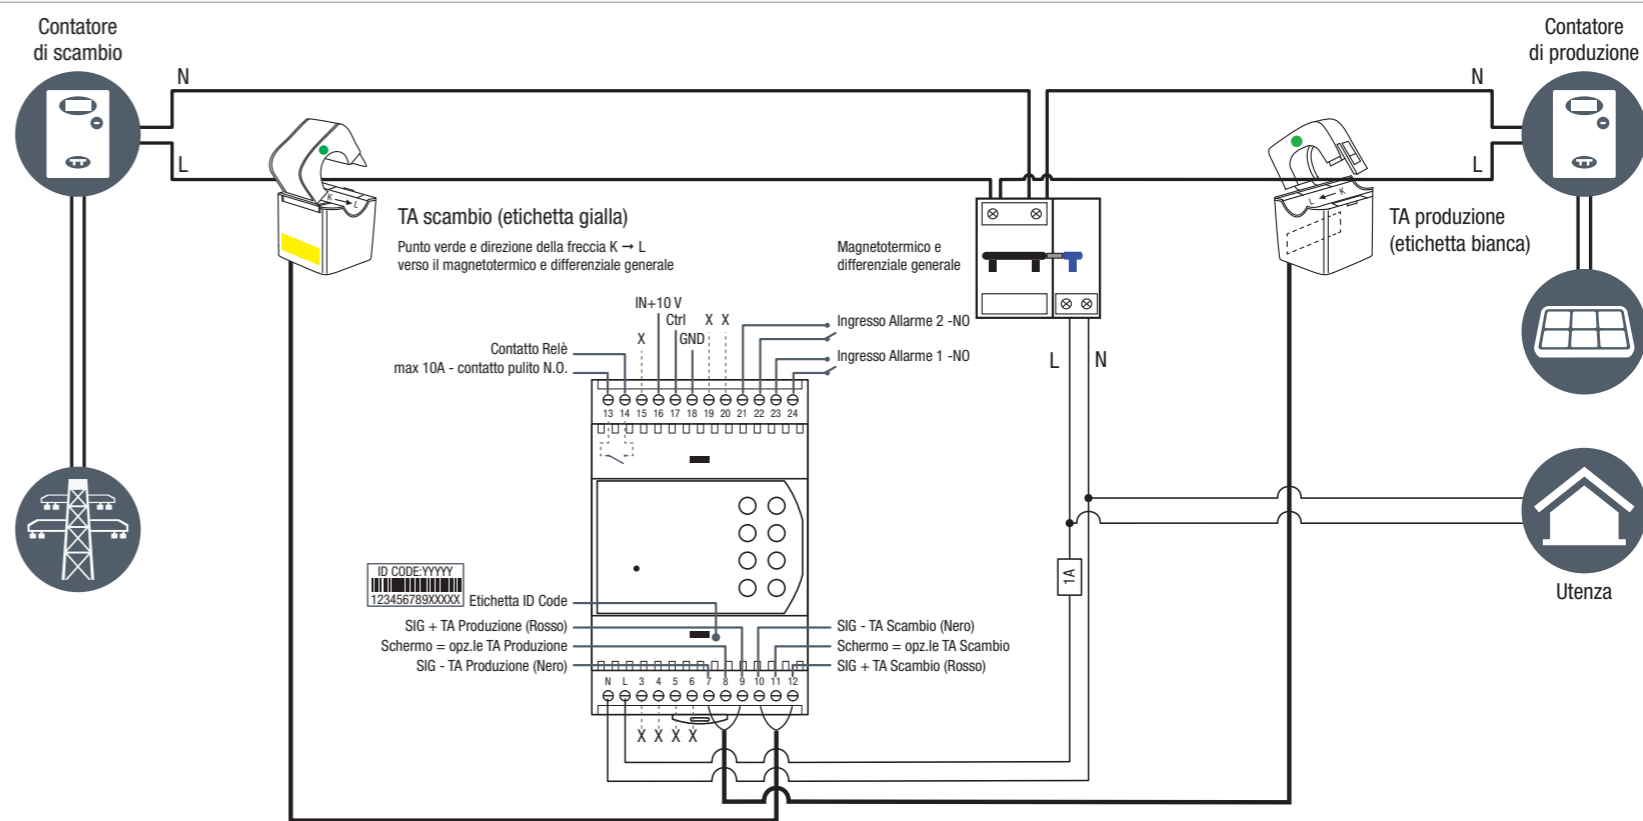 Contatore
di scambio
Contatore
di produzione
N
N
L
L
K → L
L ← K
TA scambio (etichetta gialla)
Punto verde e direzione della freccia K → L
verso il magnetotermico e differenziale generale
Magnetotermico e
differenziale generale
TA produzione
(etichetta bianca)
IN+10 V
Ctrl
X X
X
GND
Contatto Relè
max 10A - contatto pulito N.O.
Ingresso Allarme 2 -NO
Ingresso Allarme 1 -NO
L
N
13 14 15 16 17 18 19 20 21 22 23 24
ID CODE:YYYYY
123456789XXXXX
Etichetta ID Code
1A
Utenza
SIG + TA Produzione (Rosso)
Schermo = opz.le TA Produzione
SIG - TA Produzione (Nero)
SIG - TA Scambio (Nero)
Schermo = opz.le TA Scambio
SIG + TA Scambio (Rosso)
N L 3 4 5 6 7 8 9 10 11 12
X X X X